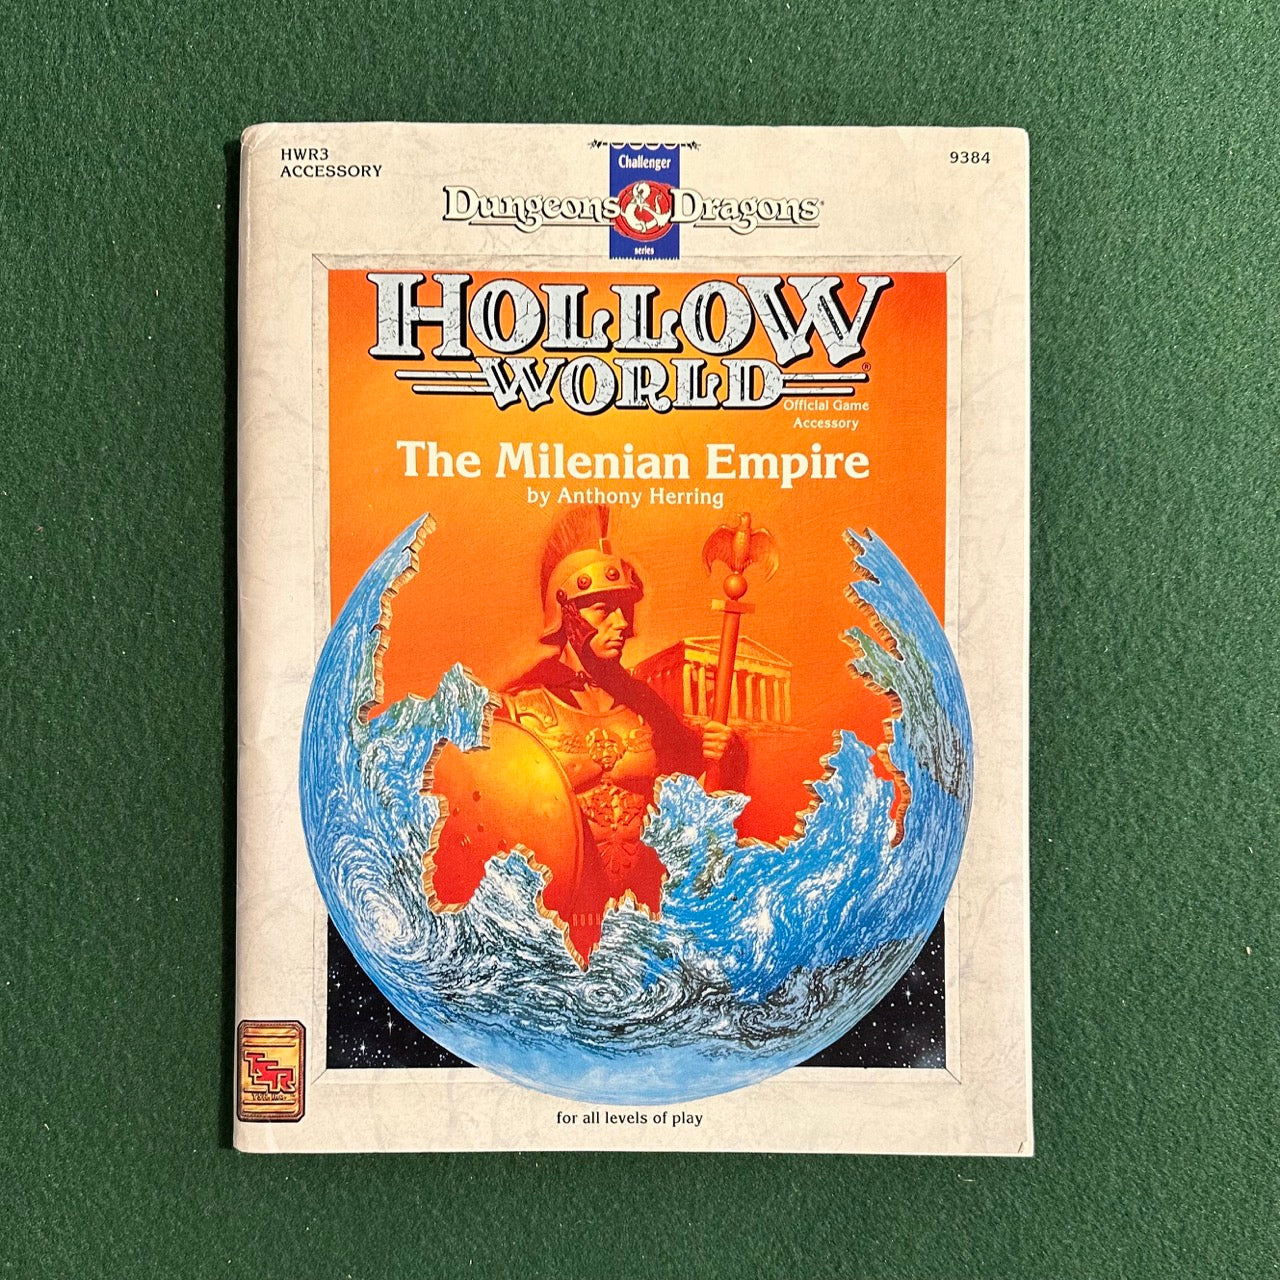 HWR3
ACCESSORY
9384
Challenger
Dungeons & Dragons®
series
HOLLOW
WORLD®
Official Game
Accessory
The Milenian Empire
by Anthony Herring
TSR
for all levels of play